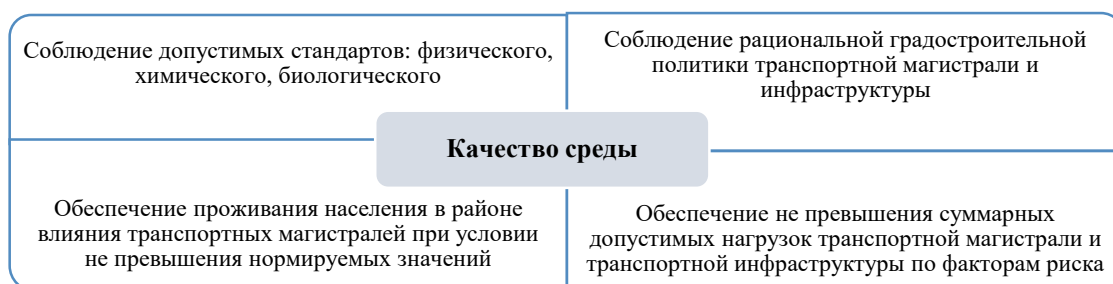 Соблюдение допустимых стандартов: физического,
химического, биологического
Соблюдение рациональной градостроительной
политики транспортной магистрали и
инфраструктуры
Качество среды
Обеспечение проживания населения в районе
влияния транспортных магистралей при условии
не превышения нормируемых значений
Обеспечение не превышения суммарных
допустимых нагрузок транспортной магистрали и
транспортной инфраструктуры по факторам риска